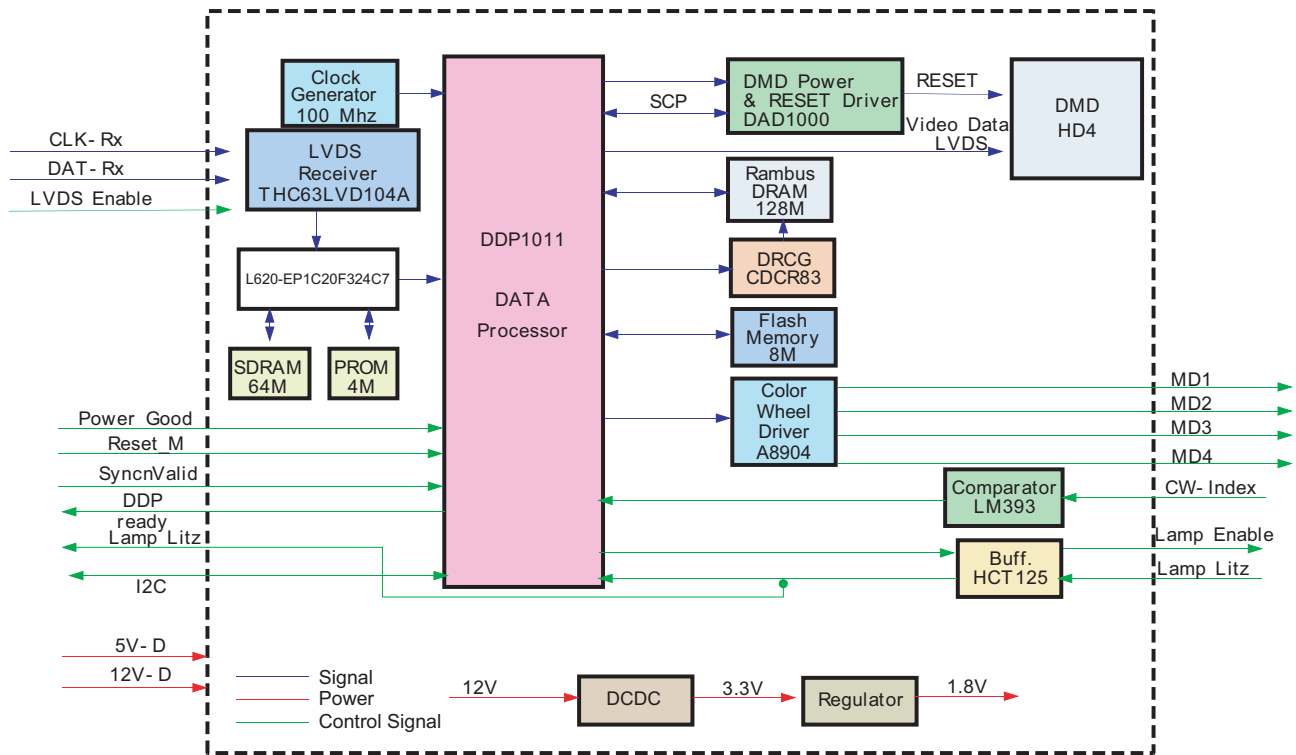 Clock
Generator
100 Mhz
LVDS
Receiver
THC63LVD104A
CLK- Rx
DAT- Rx
LVDS Enable
L620-EP1C20F324C7
SDRAM
64M
PROM
4M
DDP1011
DATA
Processor
SCP
DMD Power
& RESET Driver
DAD1000
RESET
Video Data
LVDS
DMD
HD4
Rambus
DRAM
128M
DRCG
CDCR83
Flash
Memory
8M
Color
Wheel
Driver
A8904
MD1
MD2
MD3
MD4
Comparator
LM393
CW- Index
Buff.
HCT125
Lamp Enable
Lamp Litz
Power Good
Reset_M
SyncnValid
DDP
ready
Lamp Litz
I2C
5V- D
12V- D
Signal
Power
Control Signal
12V
DCDC
3.3V
Regulator
1.8V